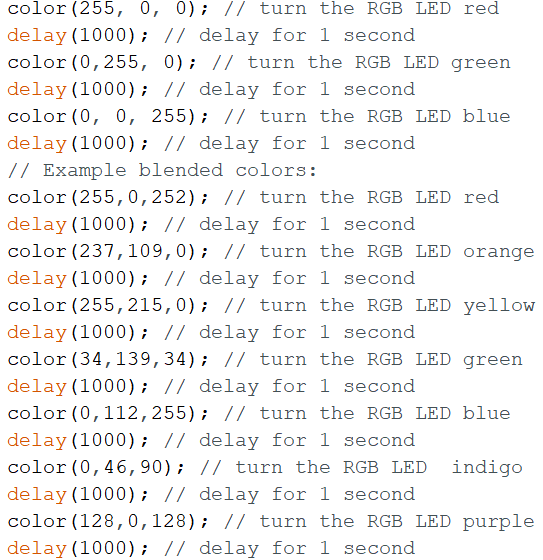 color(255, 0, 0); // turn the RGB LED red
delay(1000); // delay for 1 second
color(0,255, 0); // turn the RGB LED green
delay(1000); // delay for 1 second
color(0, 0, 255); // turn the RGB LED blue
delay(1000); // delay for 1 second
// Example blended colors:
color(255,0,252); // turn the RGB LED red
delay(1000); // delay for 1 second
color(237,109,0); // turn the RGB LED orange
delay(1000); // delay for 1 second
color(255,215,0); // turn the RGB LED yellow
delay(1000); // delay for 1 second
color(34,139,34); // turn the RGB LED green
delay(1000); // delay for 1 second
color(0,112,255); // turn the RGB LED blue
delay(1000); // delay for 1 second
color(0,46,90); // turn the RGB LED  indigo
delay(1000); // delay for 1 second
color(128,0,128); // turn the RGB LED purple
delay(1000); // delay for 1 second